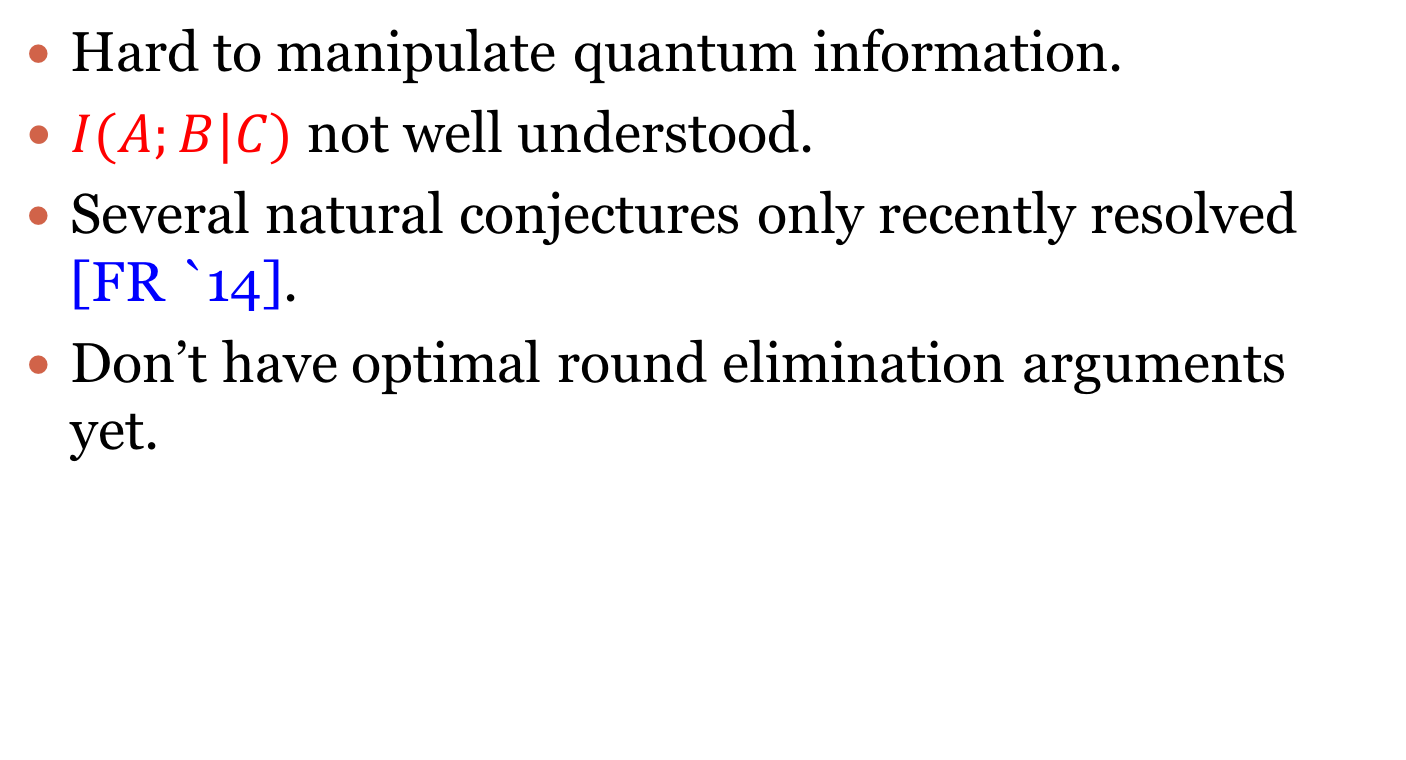 • Hard to manipulate quantum information.
• I(A; B|C) not well understood.
• Several natural conjectures only recently resolved
[FR `14].
• Don’t have optimal round elimination arguments
yet.